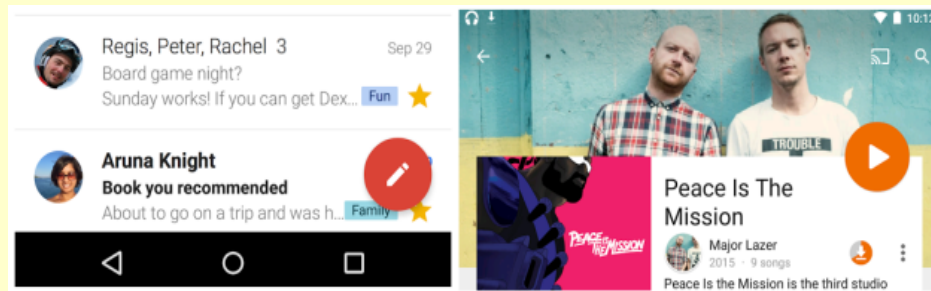 Regis, Peter, Rachel 3
Sep 29
Board game night?
Sunday works! If you can get Dex... Fun
Aruna Knight
Book you recommended
About to go on a trip and was h... Family
10:12
TROUBLE
PEACE IS THE MISSION
Peace Is The
Mission
Major Lazer
2015 · 9 songs
Peace Is the Mission is the third studio